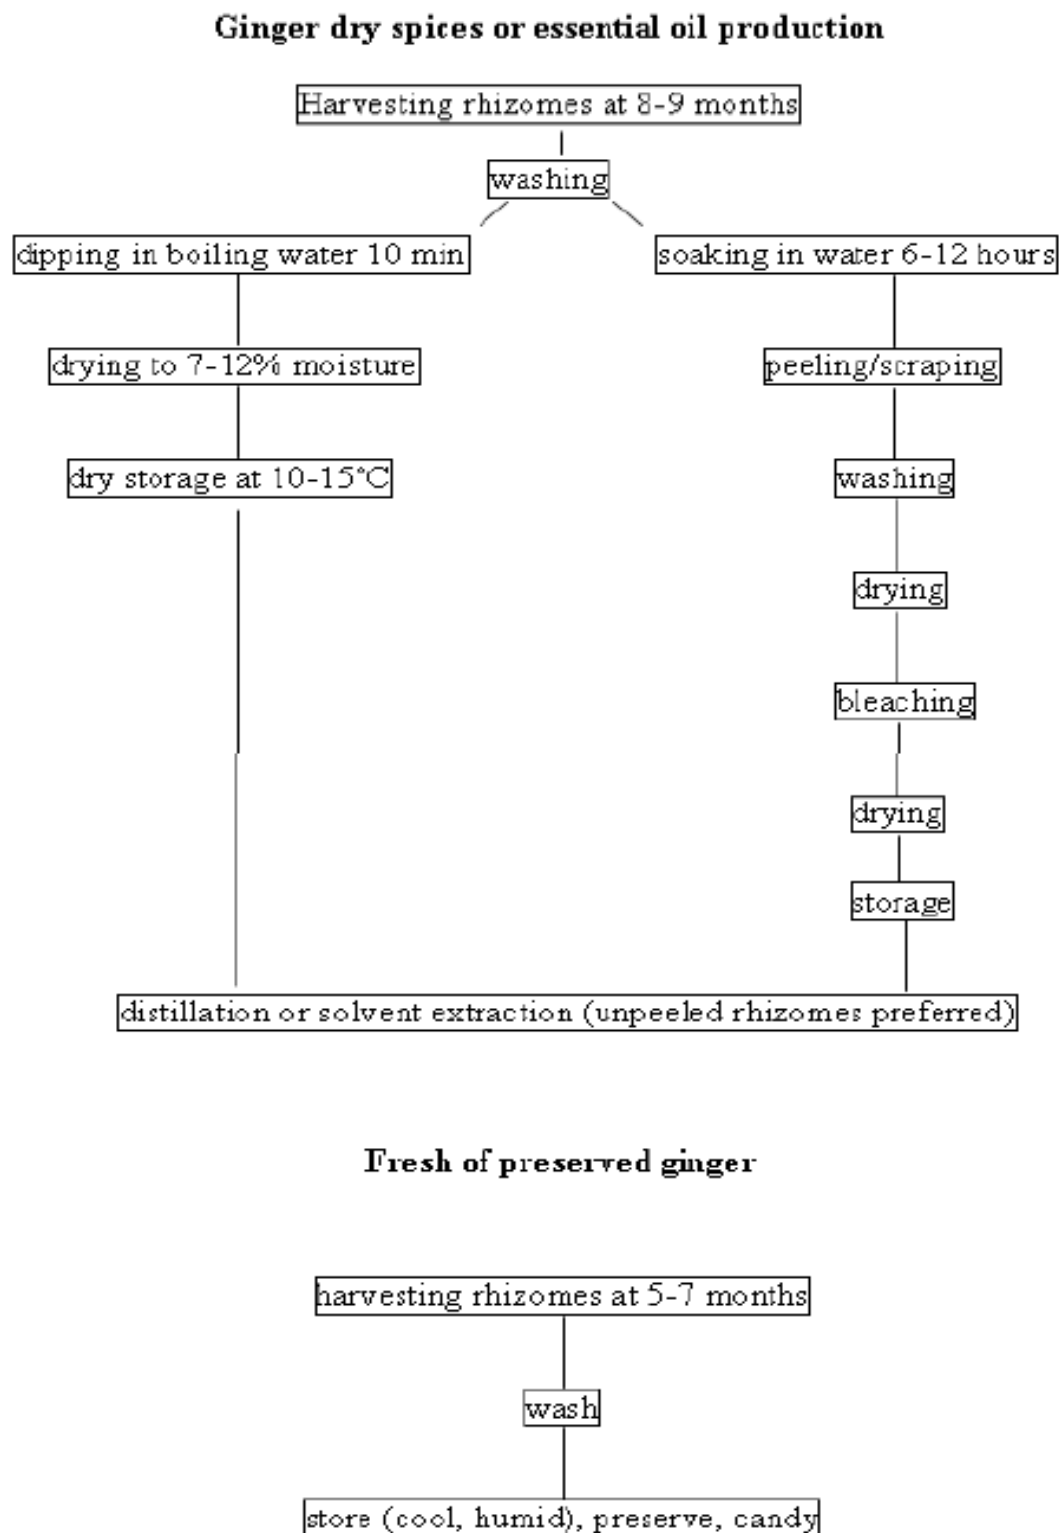 Ginger dry spices or essential oil production
Harvesting rhizomes at 8-9 months
washing
dipping in boiling water 10 min
soaking in water 6-12 hours
drying to 7-12% moisture
peeling/scraping
dry storage at 10-15°C
washing
drying
bleaching
drying
storage
distillation or solvent extraction (unpeeled rhizomes preferred)
Fresh of preserved ginger
harvesting rhizomes at 5-7 months
wash
store (cool, humid), preserve, candy